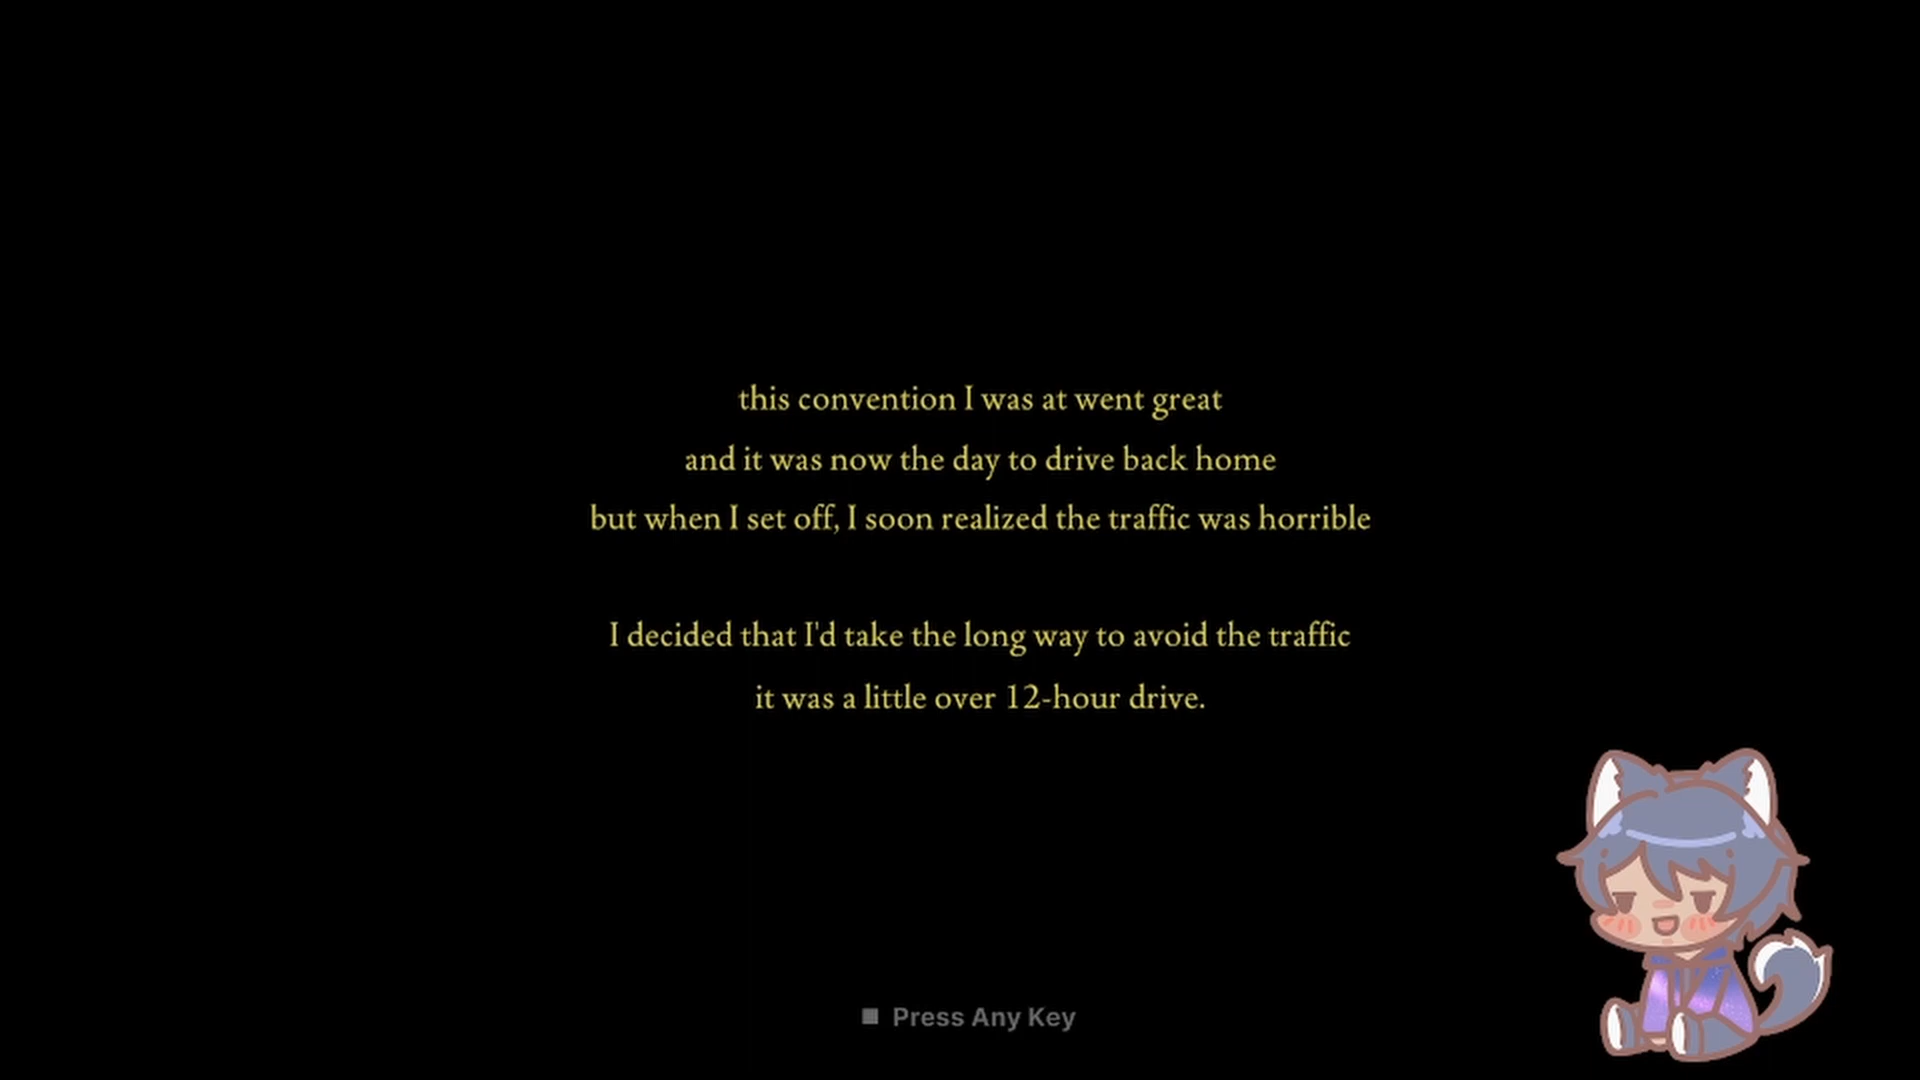 this convention I was at went great
and it was now the day to drive back home
but when I set off, I soon realized the traffic was horrible
I decided that I'd take the long way to avoid the traffic
it was a little over 12-hour drive.
Press Any Key